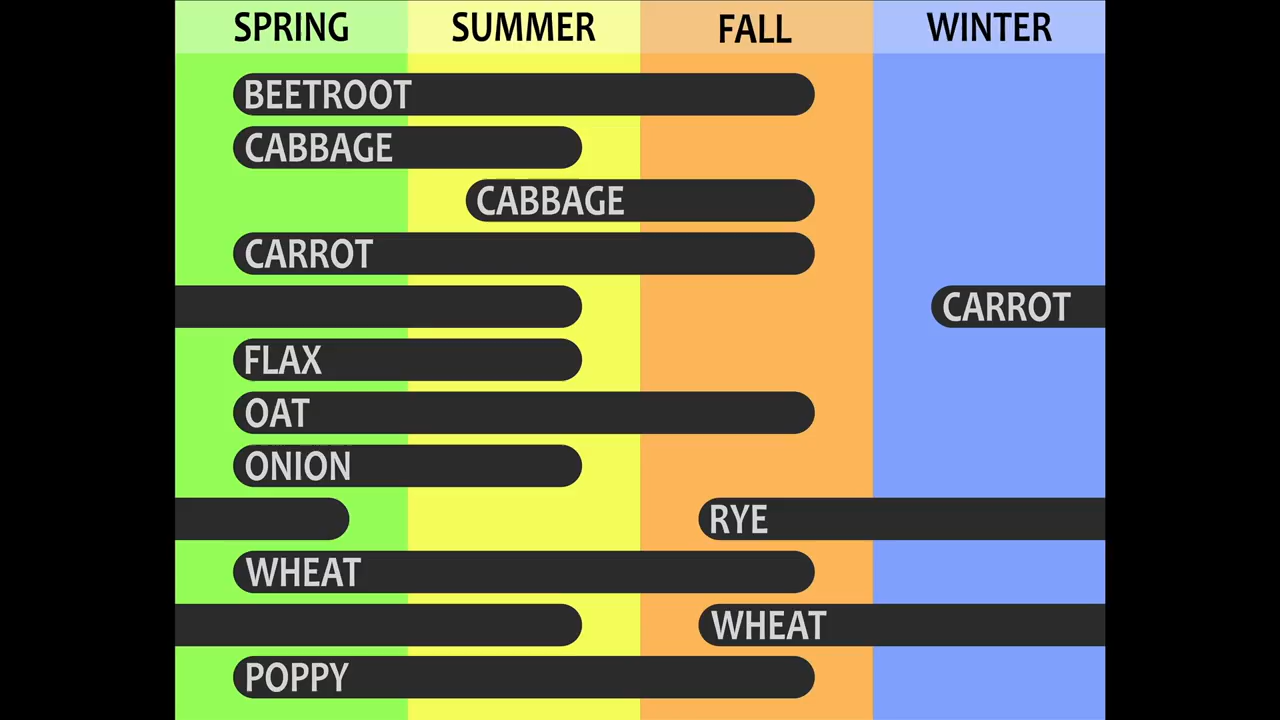 SPRING SUMMER FALL WINTER
BEETROOT
CABBAGE
CABBAGE
CARROT
CARROT
FLAX
OAT
ONION
RYE
WHEAT
WHEAT
POPPY